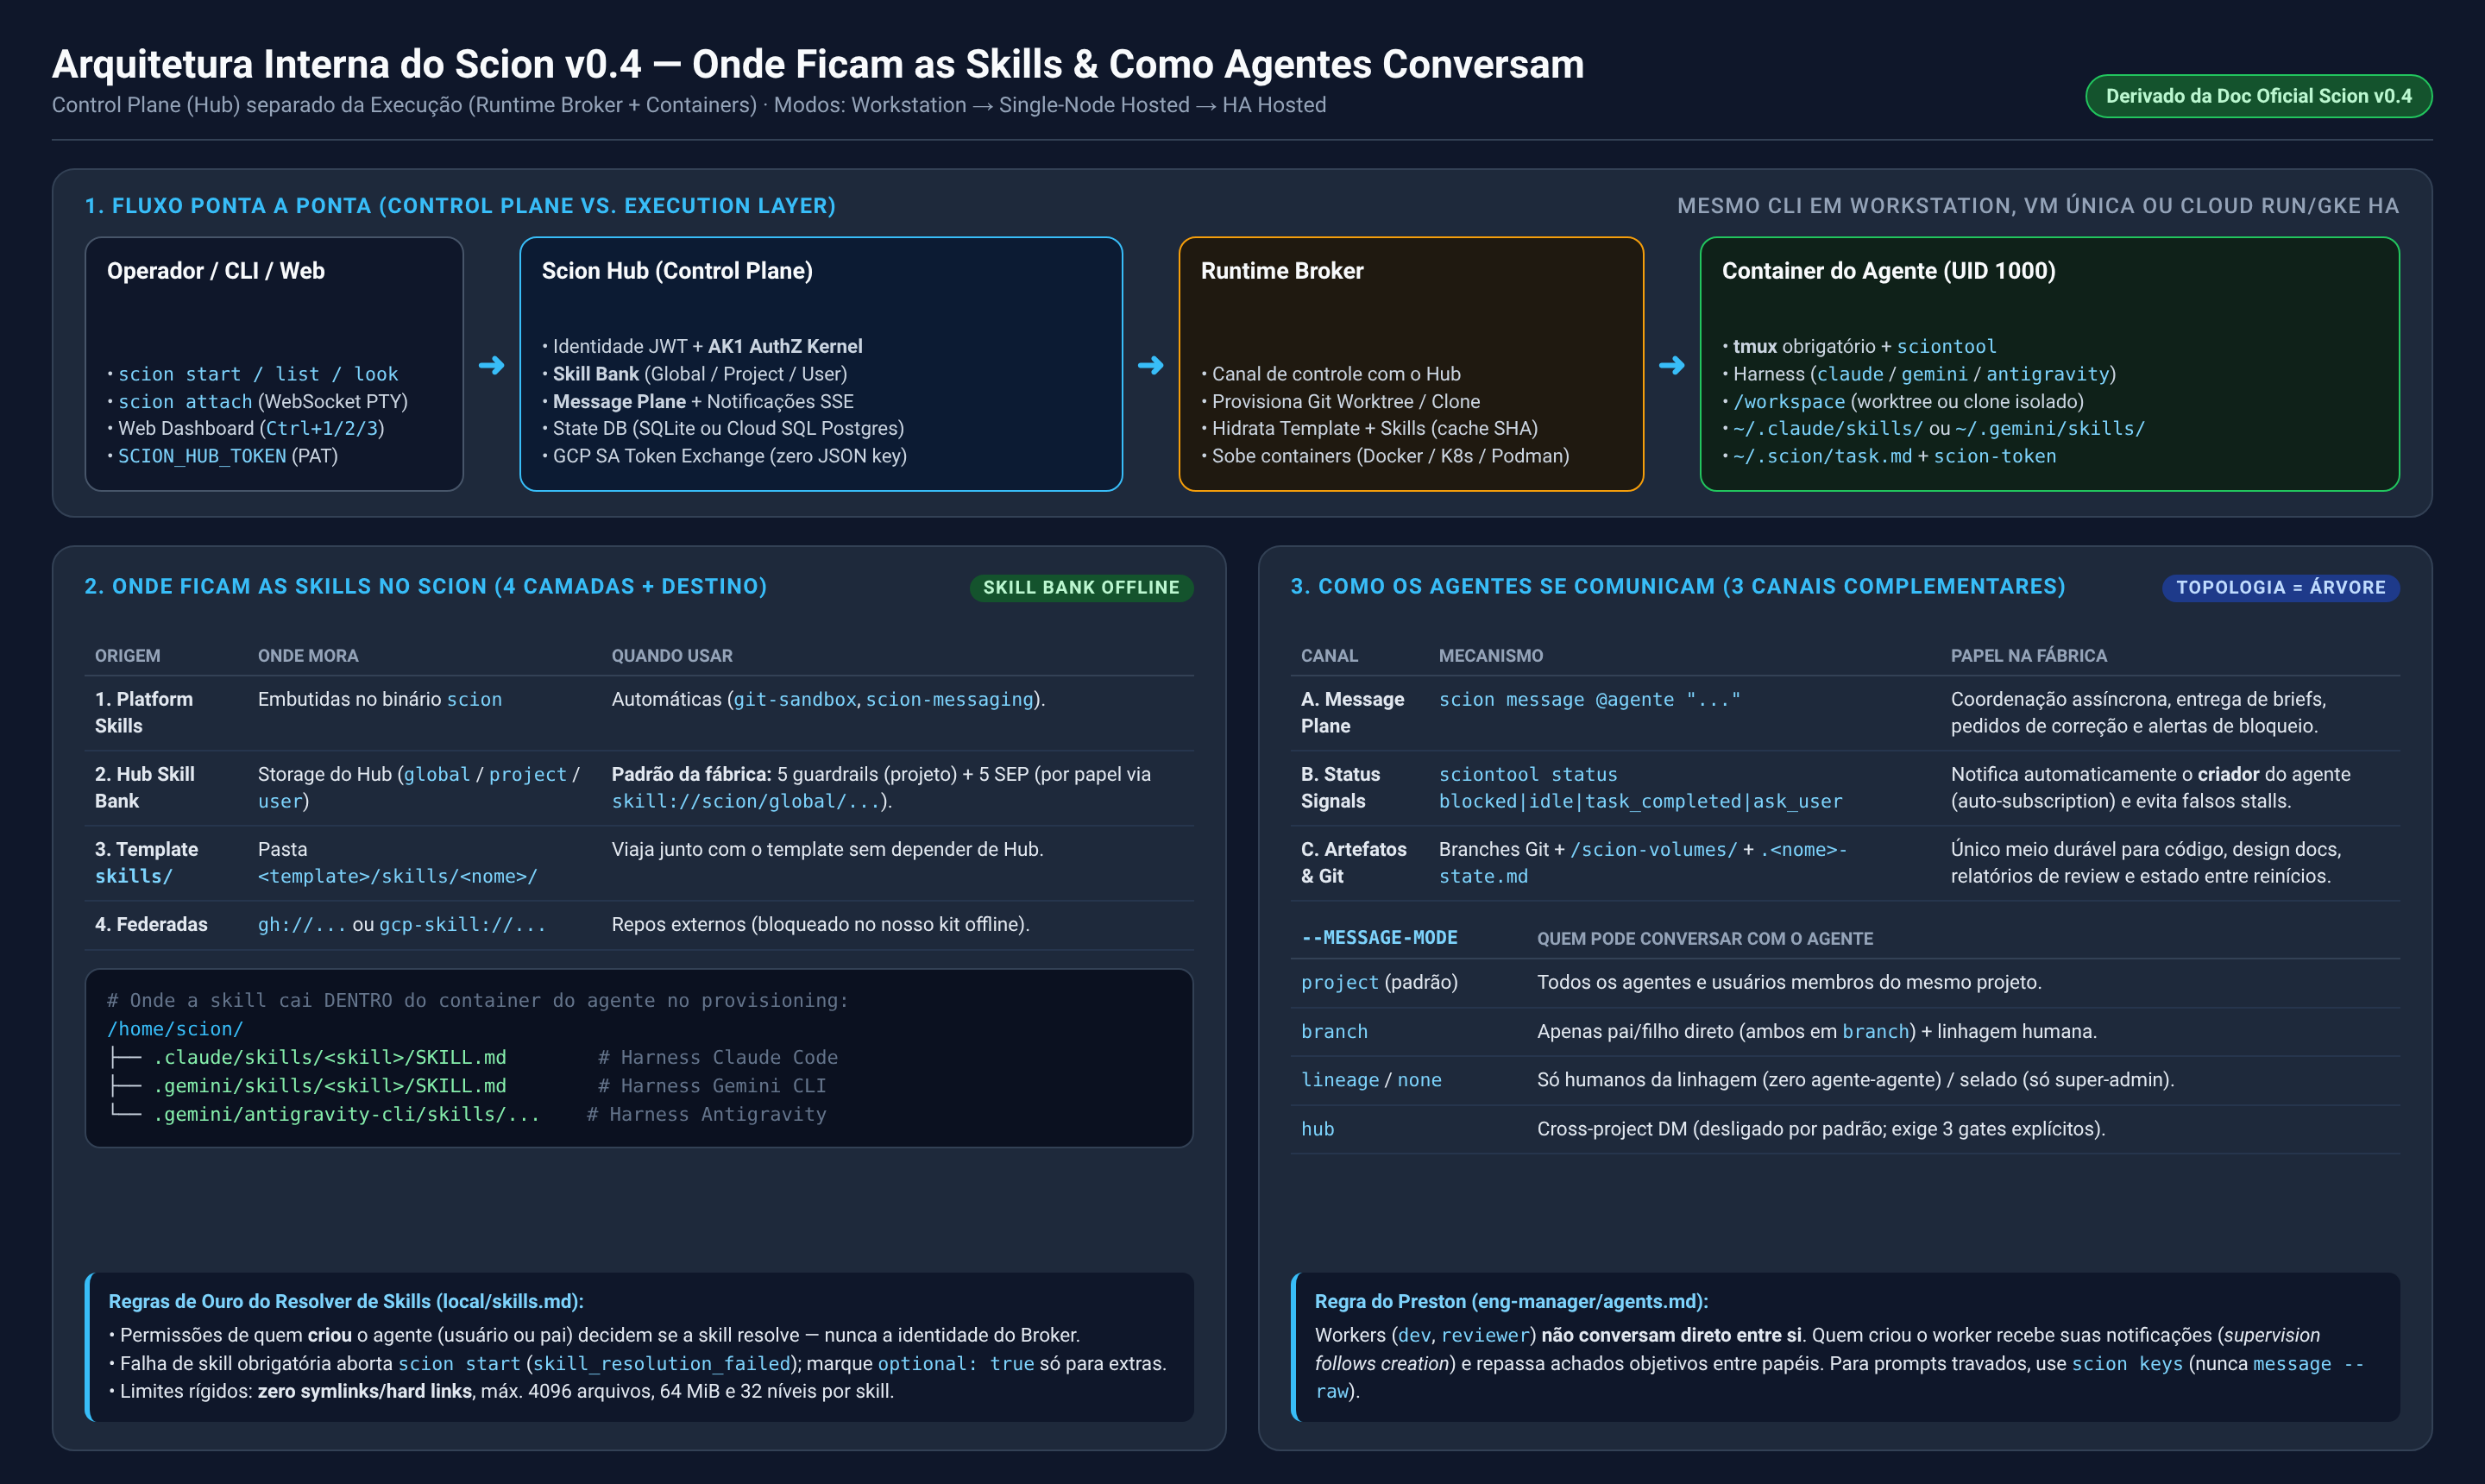 Arquitetura Interna do Scion v0.4 — Onde Ficam as Skills & Como Agentes Conversam
Control Plane (Hub) separado da Execução (Runtime Broker + Containers) · Modos: Workstation → Single-Node Hosted → HA Hosted
Derivado da Doc Oficial Scion v0.4
1. FLUXO PONTA A PONTA (CONTROL PLANE VS. EXECUTION LAYER)
MESMO CLI EM WORKSTATION, VM ÚNICA OU CLOUD RUN/GKE HA
Operador / CLI / Web
• scion start / list / look
• scion attach (WebSocket PTY)
• Web Dashboard (Ctrl+1/2/3)
• SCION_HUB_TOKEN (PAT)
➜
Scion Hub (Control Plane)
• Identidade JWT + AK1 AuthZ Kernel
• Skill Bank (Global / Project / User)
• Message Plane + Notificações SSE
• State DB (SQLite ou Cloud SQL Postgres)
• GCP SA Token Exchange (zero JSON key)
➜
Runtime Broker
• Canal de controle com o Hub
• Provisiona Git Worktree / Clone
• Hidrata Template + Skills (cache SHA)
• Sobe containers (Docker / K8s / Podman)
➜
Container do Agente (UID 1000)
• tmux obrigatório + sciontool
• Harness (claude / gemini / antigravity)
• /workspace (worktree ou clone isolado)
• ~/.claude/skills/ ou ~/.gemini/skills/
• ~/.scion/task.md + scion-token
2. ONDE FICAM AS SKILLS NO SCION (4 CAMADAS + DESTINO)
SKILL BANK OFFLINE
ORIGEM ONDE MORA QUANDO USAR
1. Platform Embutidas no binário scion Automáticas (git-sandbox, scion-messaging).
Skills
2. Hub Skill Storage do Hub (global / project / Padrão da fábrica: 5 guardrails (projeto) + 5 SEP (por papel via
Bank user) skill://scion/global/...).
3. Template Pasta Viaja junto com o template sem depender de Hub.
skills/ <template>/skills/<nome>/
4. Federadas gh://... ou gcp-skill://... Repos externos (bloqueado no nosso kit offline).
# Onde a skill cai DENTRO do container do agente no provisioning:
/home/scion/
├── .claude/skills/<skill>/SKILL.md # Harness Claude Code
├── .gemini/skills/<skill>/SKILL.md # Harness Gemini CLI
└── .gemini/antigravity-cli/skills/... # Harness Antigravity
Regras de Ouro do Resolver de Skills (local/skills.md):
• Permissões de quem criou o agente (usuário ou pai) decidem se a skill resolve — nunca a identidade do Broker.
• Falha de skill obrigatória aborta scion start (skill_resolution_failed); marque optional: true só para extras.
• Limites rígidos: zero symlinks/hard links, máx. 4096 arquivos, 64 MiB e 32 níveis por skill.
3. COMO OS AGENTES SE COMUNICAM (3 CANAIS COMPLEMENTARES)
TOPOLOGIA = ÁRVORE
CANAL MECANISMO PAPEL NA FÁBRICA
A. Message scion message @agente "..." Coordenação assíncrona, entrega de briefs,
Plane pedidos de correção e alertas de bloqueio.
B. Status sciontool status Notifica automaticamente o criador do agente
Signals blocked|idle|task_completed|ask_user (auto-subscription) e evita falsos stalls.
C. Artefatos Branches Git + /scion-volumes/ + .<nome>- Único meio durável para código, design docs,
& Git state.md relatórios de review e estado entre reinícios.
--MESSAGE-MODE QUEM PODE CONVERSAR COM O AGENTE
project (padrão) Todos os agentes e usuários membros do mesmo projeto.
branch Apenas pai/filho direto (ambos em branch) + linhagem humana.
lineage / none Só humanos da linhagem (zero agente-agente) / selado (só super-admin).
hub Cross-project DM (desligado por padrão; exige 3 gates explícitos).
Regra do Preston (eng-manager/agents.md):
Workers (dev, reviewer) não conversam direto entre si. Quem criou o worker recebe suas notificações (supervision
follows creation) e repassa achados objetivos entre papéis. Para prompts travados, use scion keys (nunca message --
raw).